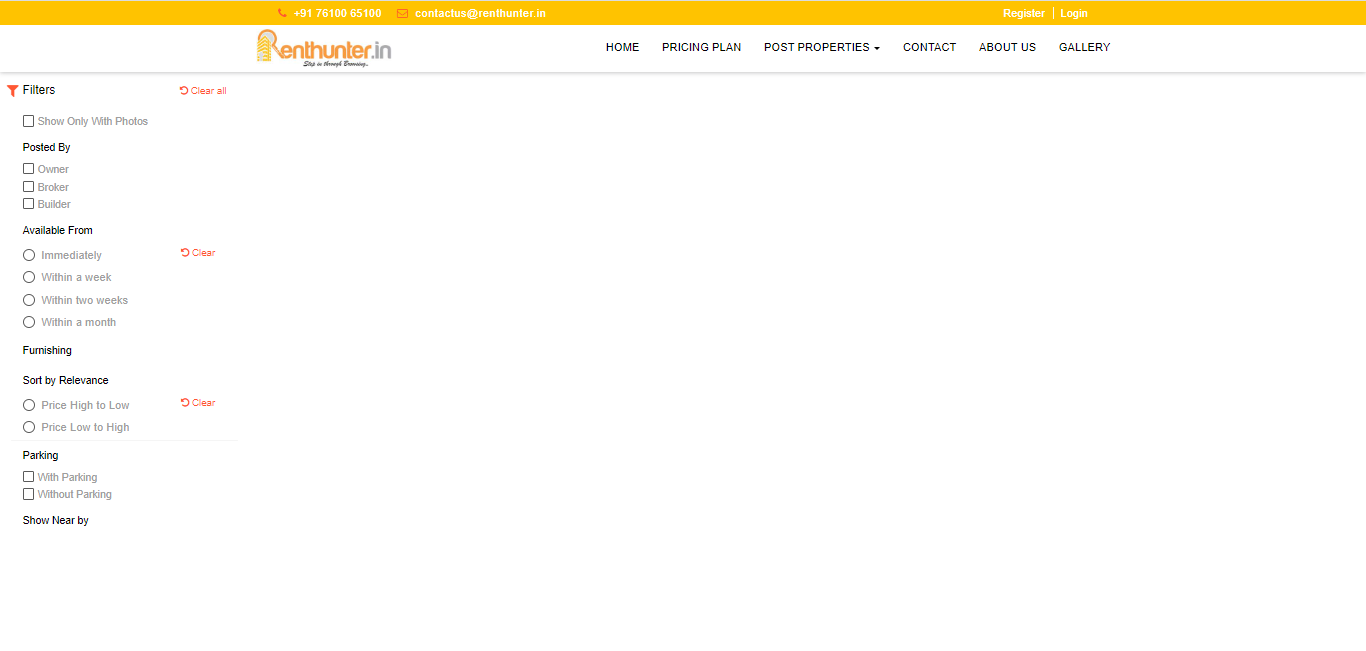 +91 76100 65100 contactus@renthunter.in Register Login
Renthunter.in
Step in through Browsing..
HOME PRICING PLAN POST PROPERTIES CONTACT ABOUT US GALLERY
Filters Clear all
Show Only With Photos
Posted By
Owner
Broker
Builder
Available From
Immediately Clear
Within a week
Within two weeks
Within a month
Furnishing
Sort by Relevance
Price High to Low Clear
Price Low to High
Parking
With Parking
Without Parking
Show Near by